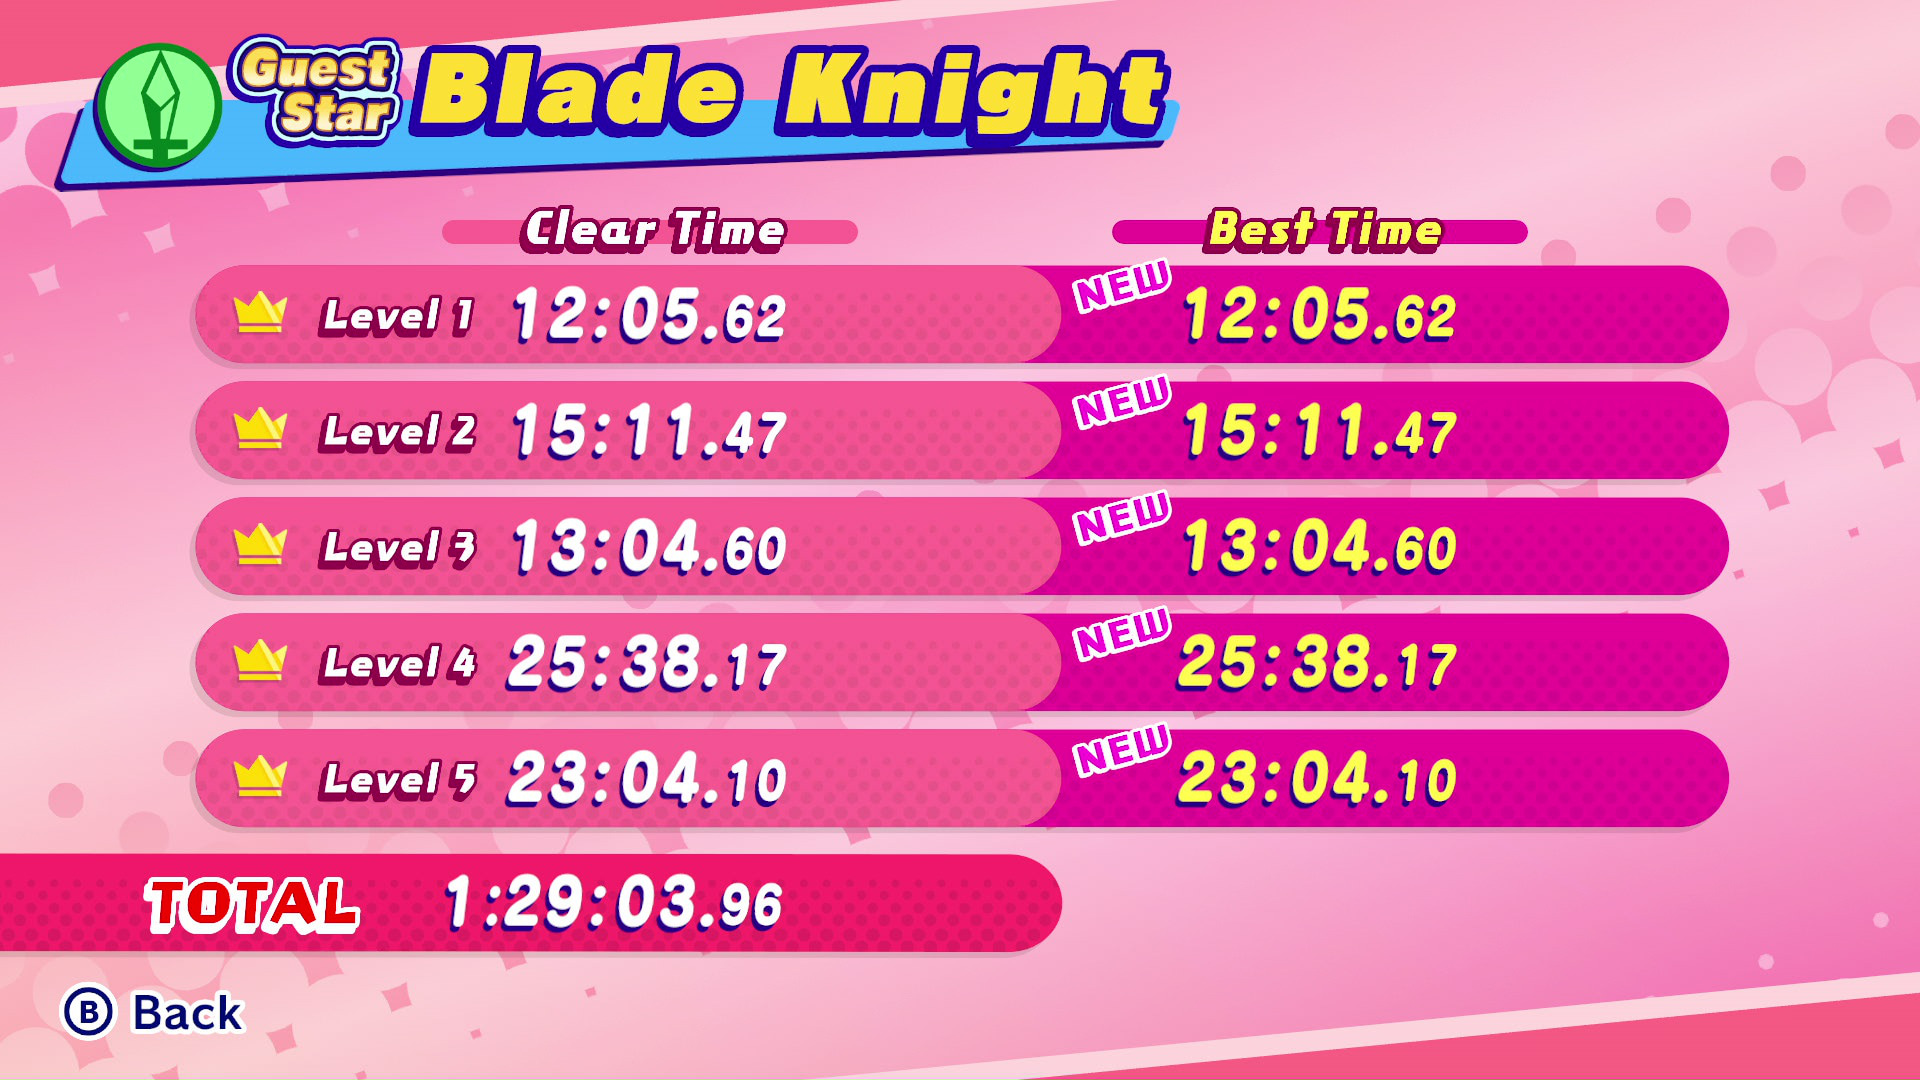 Guest Star Blade Knight
Clear Time Best Time
Level 1 12:05.62 NEW 12:05.62
Level 2 15:11.47 NEW 15:11.47
Level 3 13:04.60 NEW 13:04.60
Level 4 25:38.17 NEW 25:38.17
Level 5 23:04.10 NEW 23:04.10
TOTAL 1:29:03.96
B Back